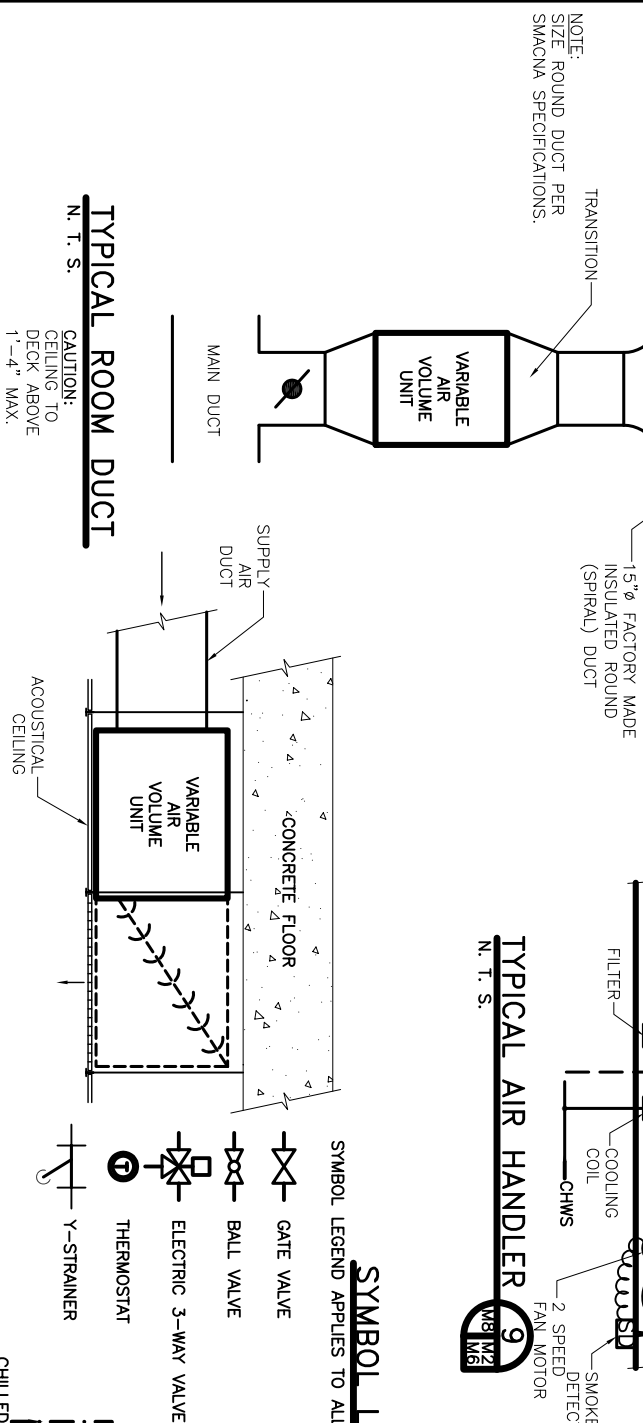 NOTE:
SIZE ROUND DUCT PER
SMACNA SPECIFICATIONS.
TRANSITION
VARIABLE
AIR
VOLUME
UNIT
15"ø FACTORY MADE
INSULATED ROUND
(SPIRAL) DUCT
MAIN DUCT
TYPICAL ROOM DUCT
N. T. S.
CAUTION:
CEILING TO
DECK ABOVE
1'-4" MAX.
SUPPLY
AIR
DUCT
CONCRETE FLOOR
VARIABLE
AIR
VOLUME
UNIT
ACOUSTICAL
CEILING
FILTER
COOLING
COIL
CHWS
2 SPEED
FAN MOTOR
SMOKE
SD
TYPICAL AIR HANDLER
N. T. S.
9
M8 M2
M6
SYMBOL
SYMBOL LEGEND APPLIES TO
GATE VALVE
BALL VALVE
ELECTRIC 3-WAY VALVE
T
THERMOSTAT
Y-STRAINER
CHILLED